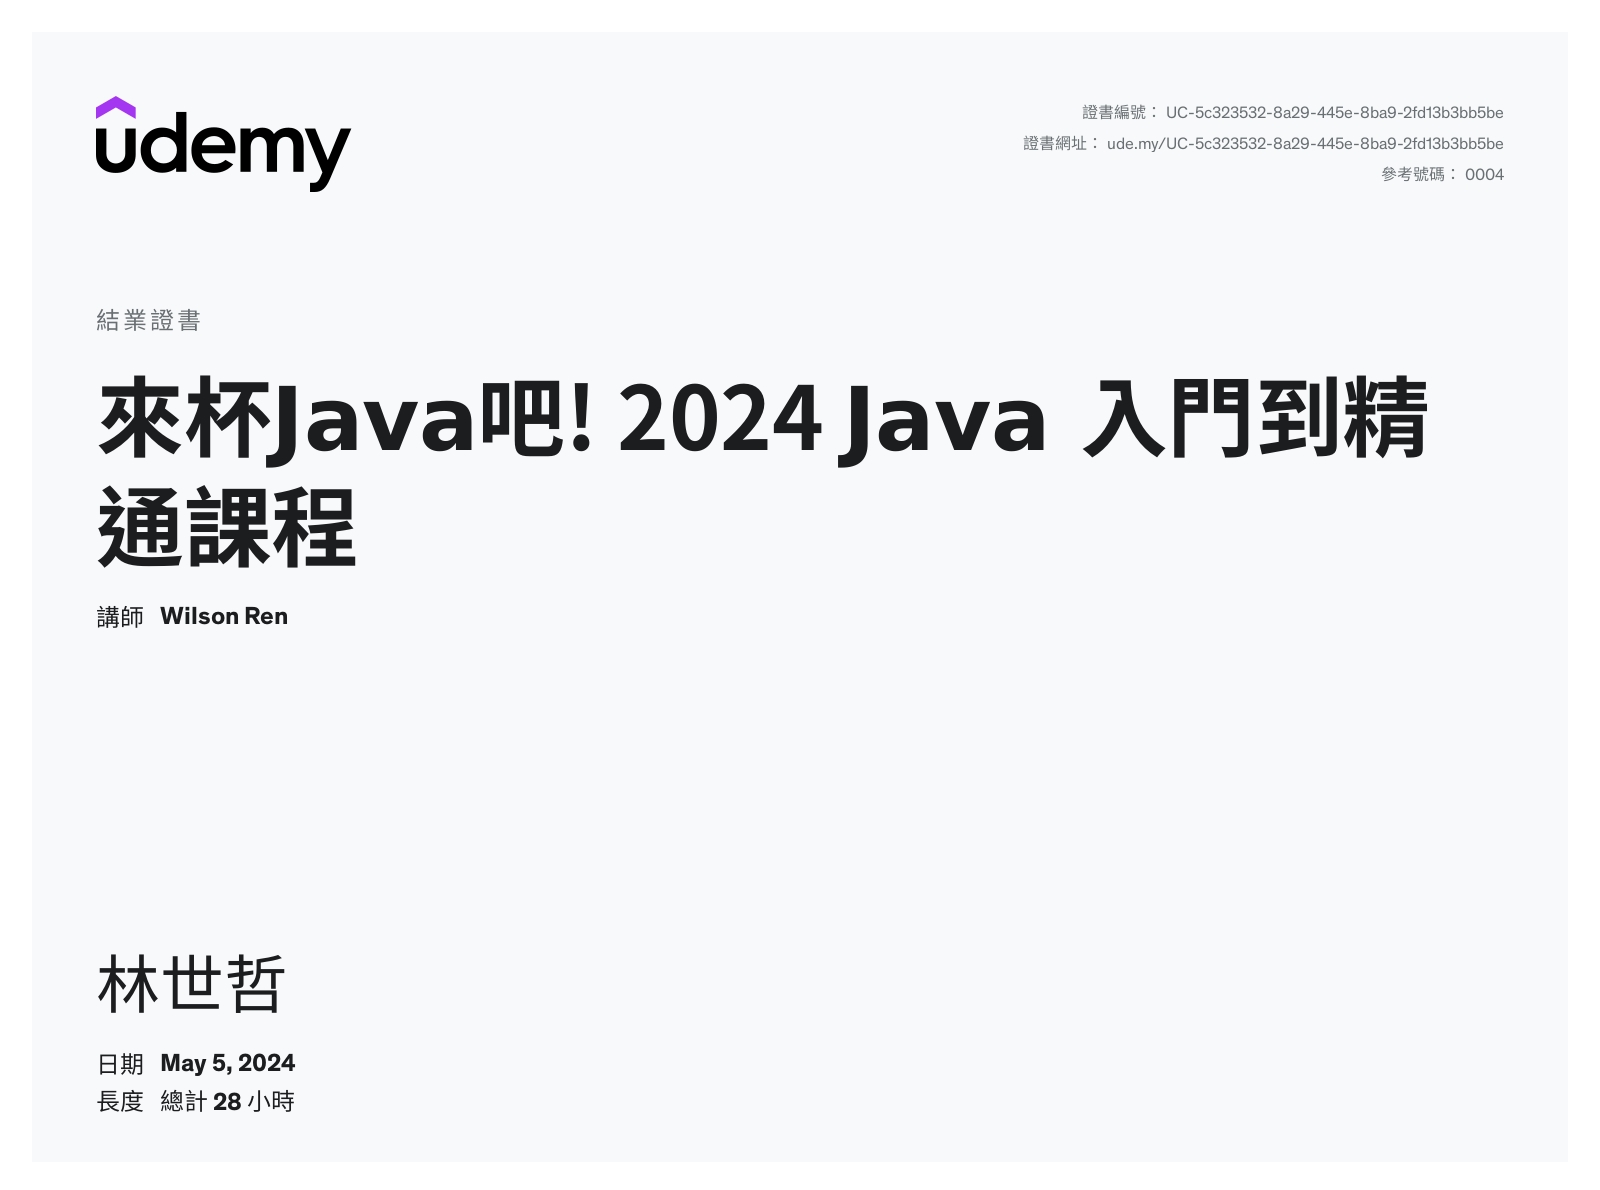 udemy
證書編號： UC-5c323532-8a29-445e-8ba9-2fd13b3bb5be
證書網址： ude.my/UC-5c323532-8a29-445e-8ba9-2fd13b3bb5be
參考號碼： 0004
結業證書
來杯Java吧! 2024 Java 入門到精
通課程
講師 Wilson Ren
林世哲
日期 May 5, 2024
長度 總計 28 小時